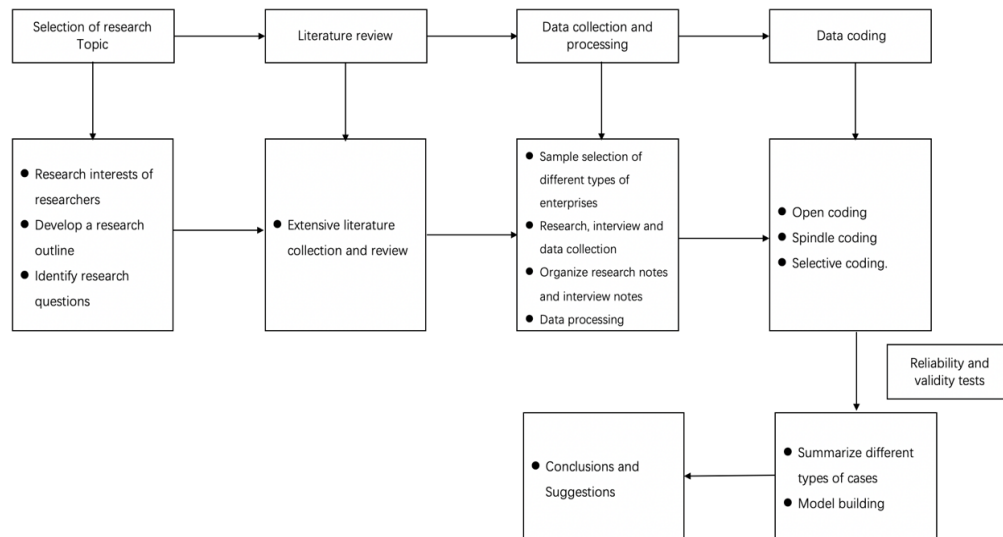 Selection of research
Topic
Literature review
Data collection and
processing
Data coding
● Research interests of
researchers
● Develop a research
outline
● Identify research
questions
● Extensive literature
collection and review
● Sample selection of
different types of
enterprises
● Research, interview and
data collection
● Organize research notes
and interview notes
● Data processing
● Open coding
● Spindle coding
● Selective coding.
Reliability and
validity tests
● Conclusions and
Suggestions
● Summarize different
types of cases
● Model building